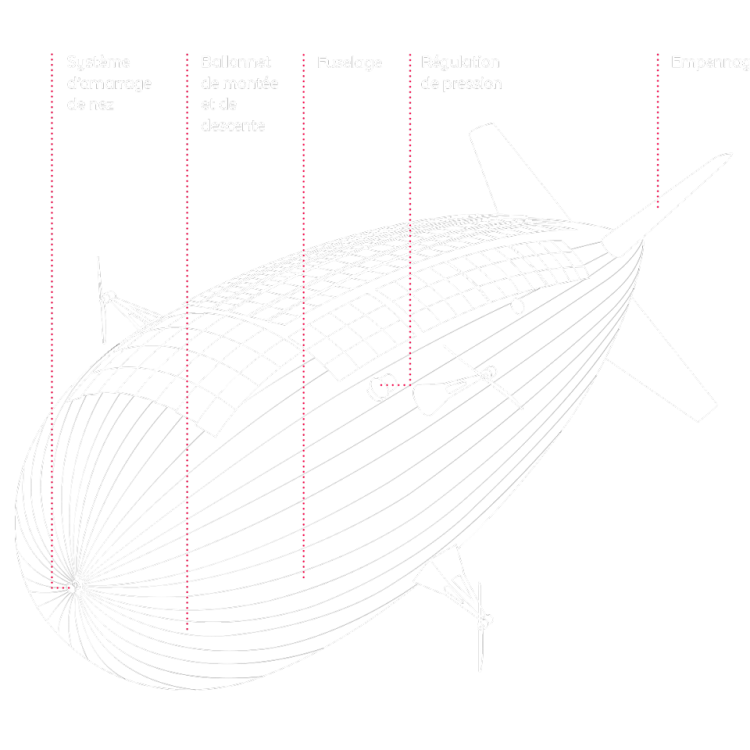 Système
d'amarrage
de nez
Ballonnet
de montée
et de
descente
Fuselage
Régulation
de pression
Empennag